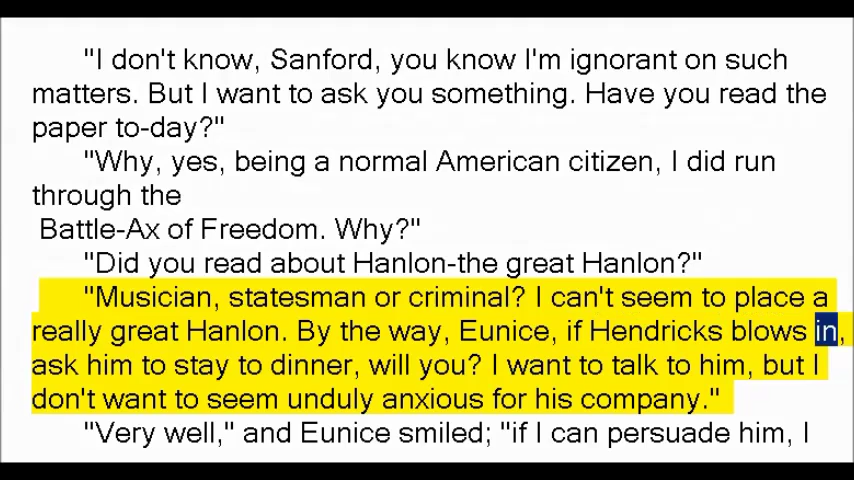 "I don't know, Sanford, you know I'm ignorant on such
matters. But I want to ask you something. Have you read the
paper to-day?"
"Why, yes, being a normal American citizen, I did run
through the
Battle-Ax of Freedom. Why?"
"Did you read about Hanlon-the great Hanlon?"
"Musician, statesman or criminal? I can't seem to place a
really great Hanlon. By the way, Eunice, if Hendricks blows in,
ask him to stay to dinner, will you? I want to talk to him, but I
don't want to seem unduly anxious for his company."
"Very well," and Eunice smiled; "if I can persuade him, I